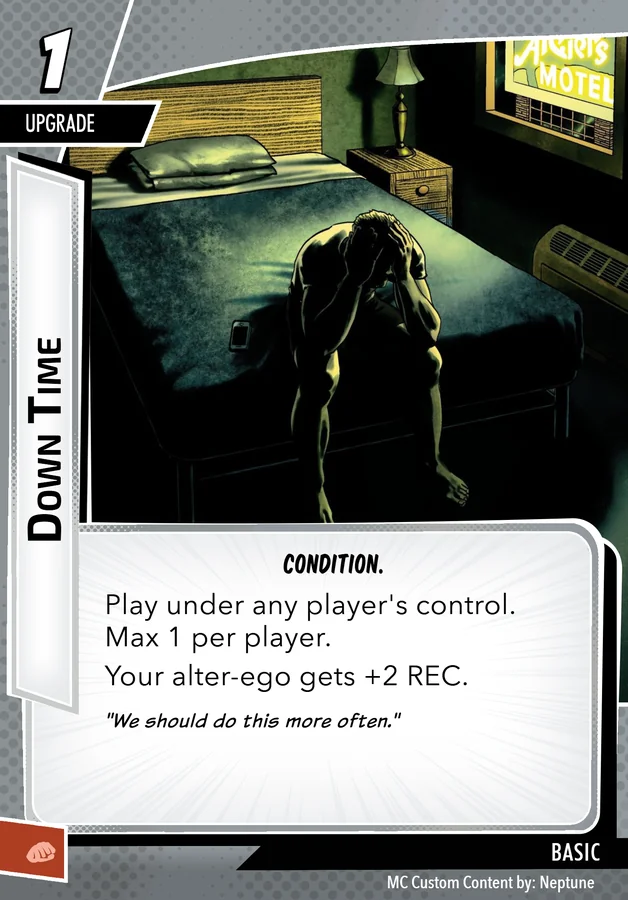 1
UPGRADE
DOWN TIME
MOTEL
CONDITION.
Play under any player's control.
Max 1 per player.
Your alter-ego gets +2 REC.
"We should do this more often."
BASIC
MC Custom Content by: Neptune